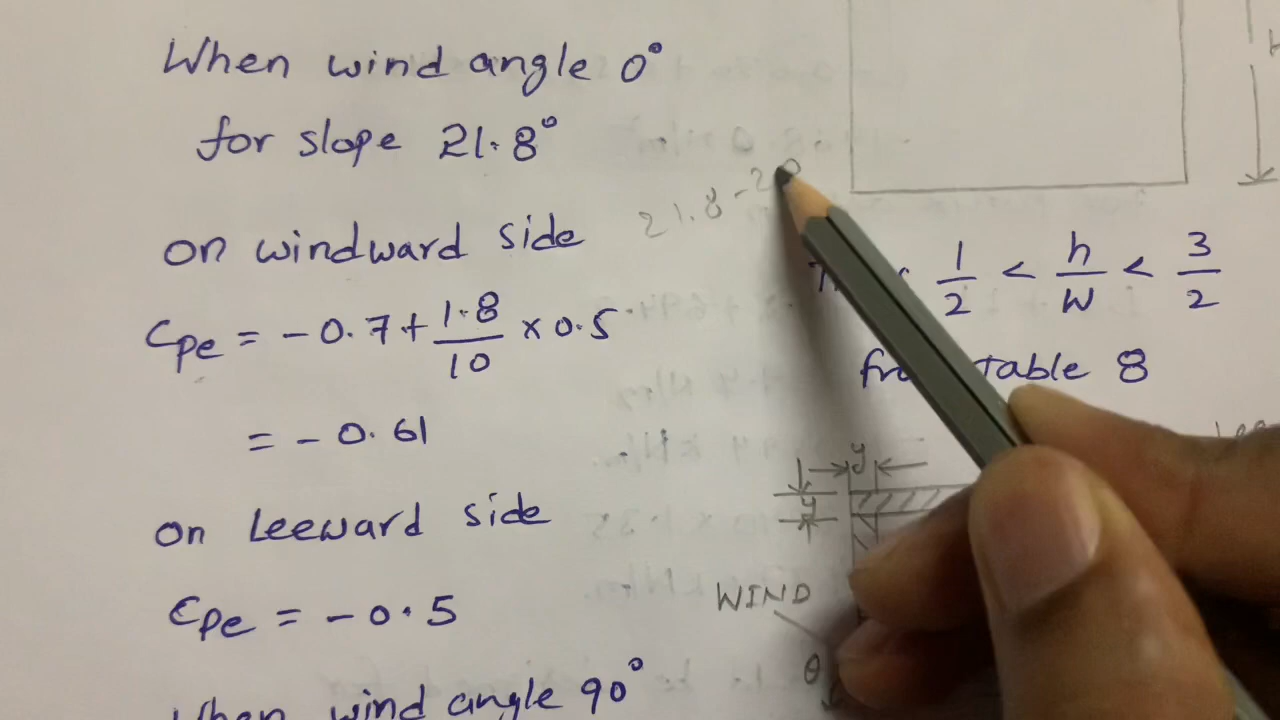 When wind angle 0°
for slope 21.8°
on windward side
21.8 - 20
Cpe = - 0.7 + 1.8/10 × 0.5
= - 0.61
on Leeward side
Cpe = - 0.5
When wind angle 90°
1/2 < h/w < 3/2
table 8
y
y
WIND
θ